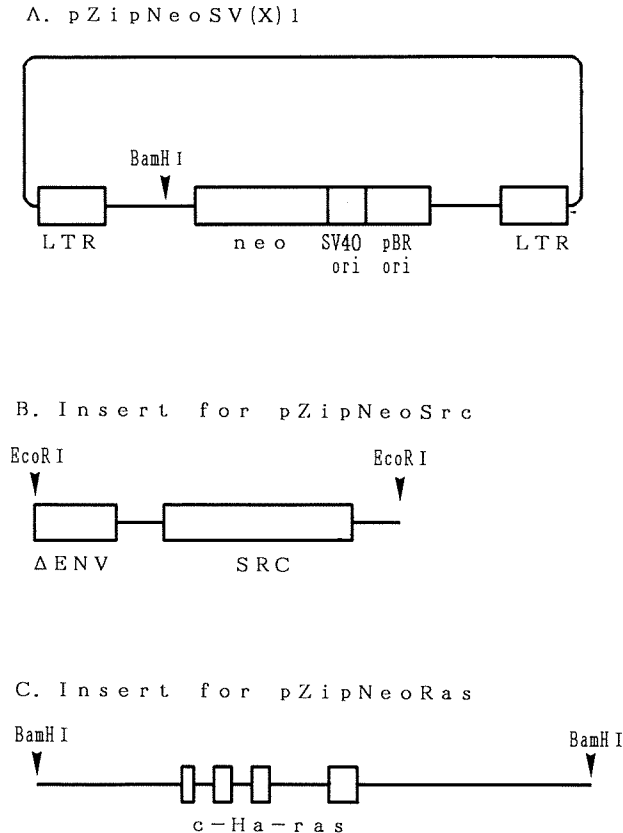 A. pZipNeoSV(X)1
BamHI
LTR neo SV40 ori pBR ori LTR
B. Insert for pZipNeoSrc
EcoRI EcoRI
ΔENV SRC
C. Insert for pZipNeoRas
BamHI BamHI
c-Ha-ras